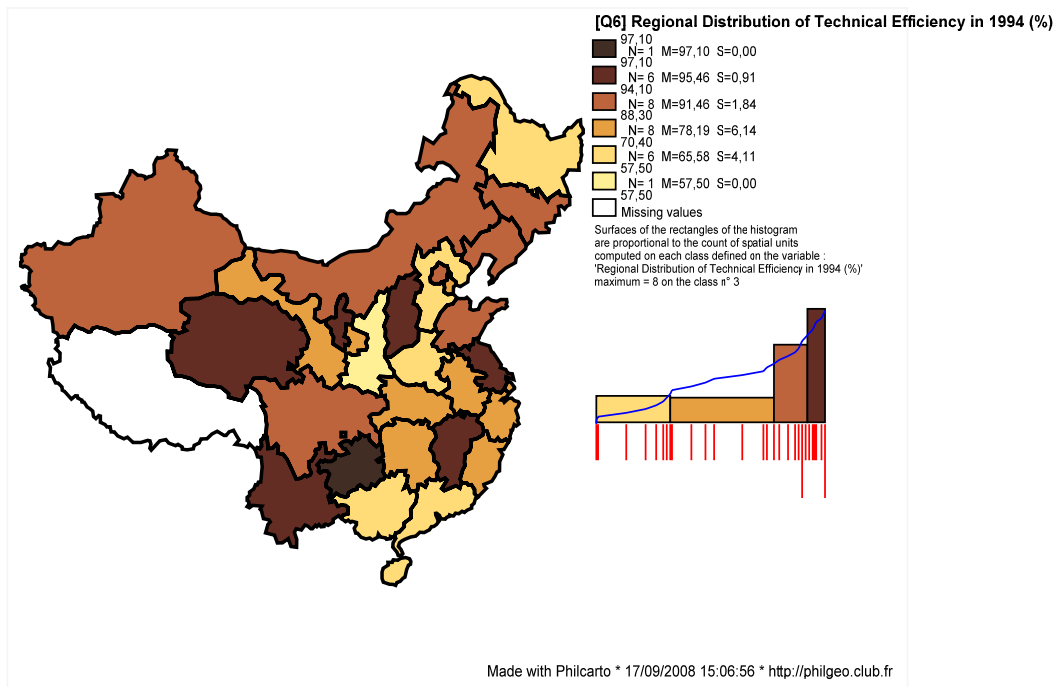 [Q6] Regional Distribution of Technical Efficiency in 1994 (%)
97,10
N= 1 M=97,10 S=0,00
97,10
N= 6 M=95,46 S=0,91
94,10
N= 8 M=91,46 S=1,84
88,30
N= 8 M=78,19 S=6,14
70,40
N= 6 M=65,58 S=4,11
57,50
N= 1 M=57,50 S=0,00
57,50
Missing values
Surfaces of the rectangles of the histogram
are proportional to the count of spatial units
computed on each class defined on the variable :
'Regional Distribution of Technical Efficiency in 1994 (%)'
maximum = 8 on the class n° 3
Made with Philcarto * 17/09/2008 15:06:56 * http://philgeo.club.fr